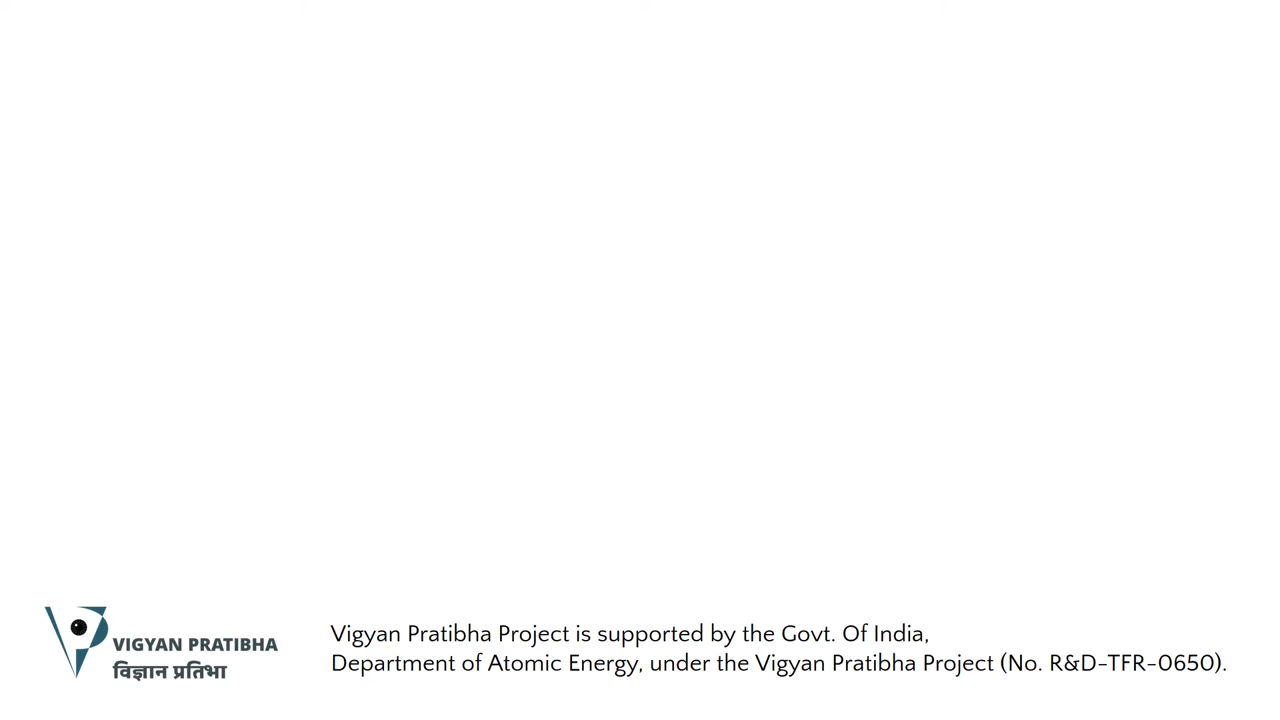 VIGYAN PRATIBHA
विज्ञान प्रतिभा
Vigyan Pratibha Project is supported by the Govt. Of India,
Department of Atomic Energy, under the Vigyan Pratibha Project (No. R&D-TFR-0650).